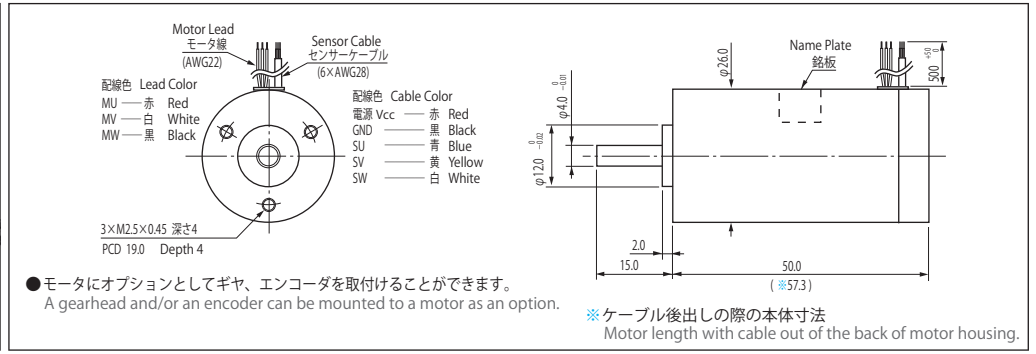 Motor Lead
モータ線
(AWG22)
Sensor Cable
センサーケーブル
(6×AWG28)
配線色 Lead Color
MU 赤 Red
MV 白 White
MW 黒 Black
配線色 Cable Color
電源 Vcc 赤 Red
GND 黒 Black
SU 青 Blue
SV 黄 Yellow
SW 白 White
3×M2.5×0.45 深さ4
PCD 19.0 Depth 4
Name Plate
銘板
φ26.0
φ4.0 0 -0.01
φ12.0 0 -0.02
500 +50 0
2.0
15.0
50.0
( ※57.3 )
●モータにオプションとしてギヤ、エンコーダを取付けることができます。
A gearhead and/or an encoder can be mounted to a motor as an option.
※ケーブル後出しの際の本体寸法
Motor length with cable out of the back of motor housing.